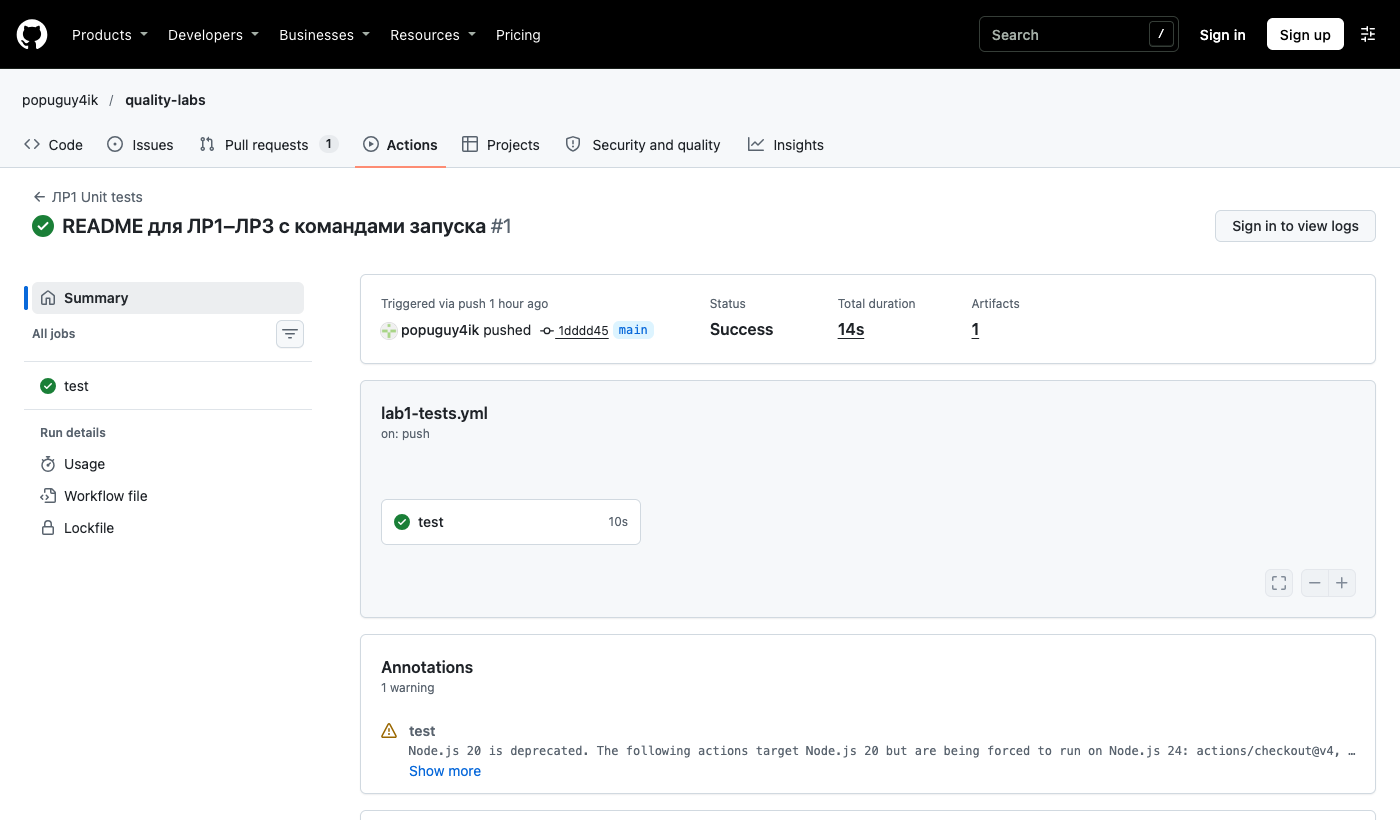 Products Developers Businesses Resources Pricing Search / Sign in Sign up
popuguy4ik / quality-labs
Code Issues Pull requests 1 Actions Projects Security and quality Insights
← ЛР1 Unit tests
README для ЛР1–ЛР3 с командами запуска #1
Sign in to view logs
Summary
All jobs
test
Run details
Usage
Workflow file
Lockfile
Triggered via push 1 hour ago
popuguy4ik pushed 1dddd45 main
Status
Success
Total duration
14s
Artifacts
1
lab1-tests.yml
on: push
test 10s
Annotations
1 warning
test
Node.js 20 is deprecated. The following actions target Node.js 20 but are being forced to run on Node.js 24: actions/checkout@v4, …
Show more